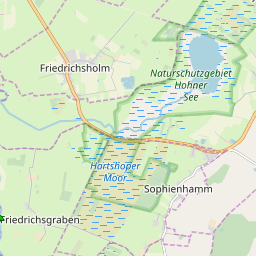 Friedrichsholm
Naturschutzgebiet
Hohner
See
Hartshoper
Moor
Sophienhamm
Friedrichsgraben